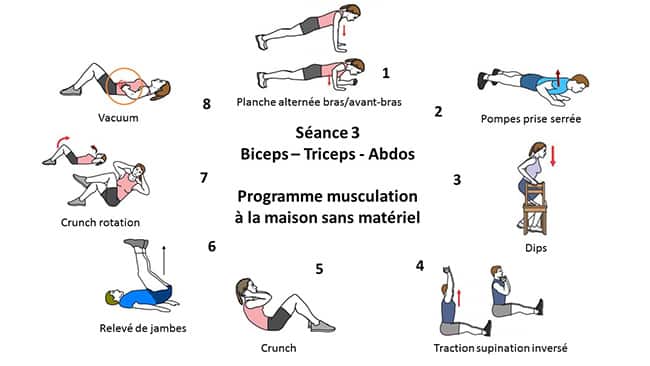 1
Planche alternée bras/avant-bras
2
Pompes prise serrée
3
Dips
4
Traction supination inversé
5
Crunch
6
Relevé de jambes
7
Crunch rotation
8
Vacuum
Séance 3
Biceps – Triceps - Abdos
Programme musculation
à la maison sans matériel